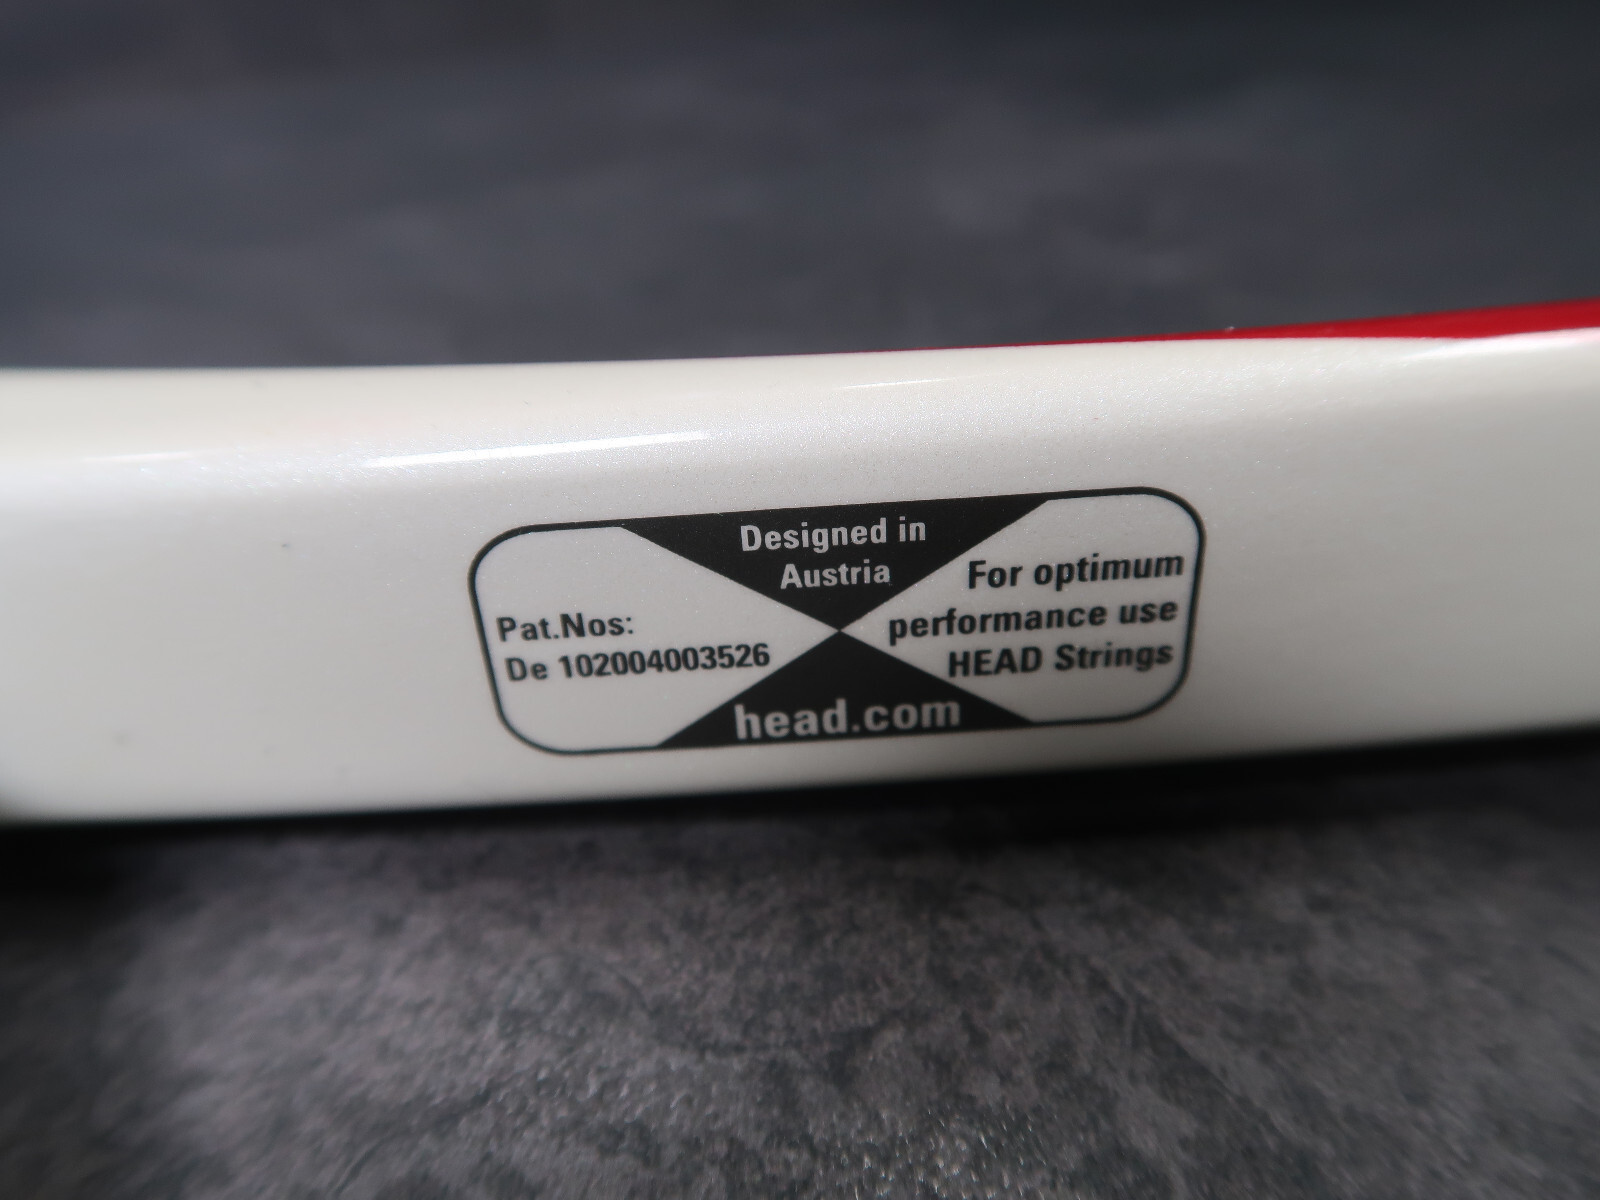 Designed in
Austria
Pat.Nos:
De 102004003526
For optimum
performance use
HEAD Strings
head.com